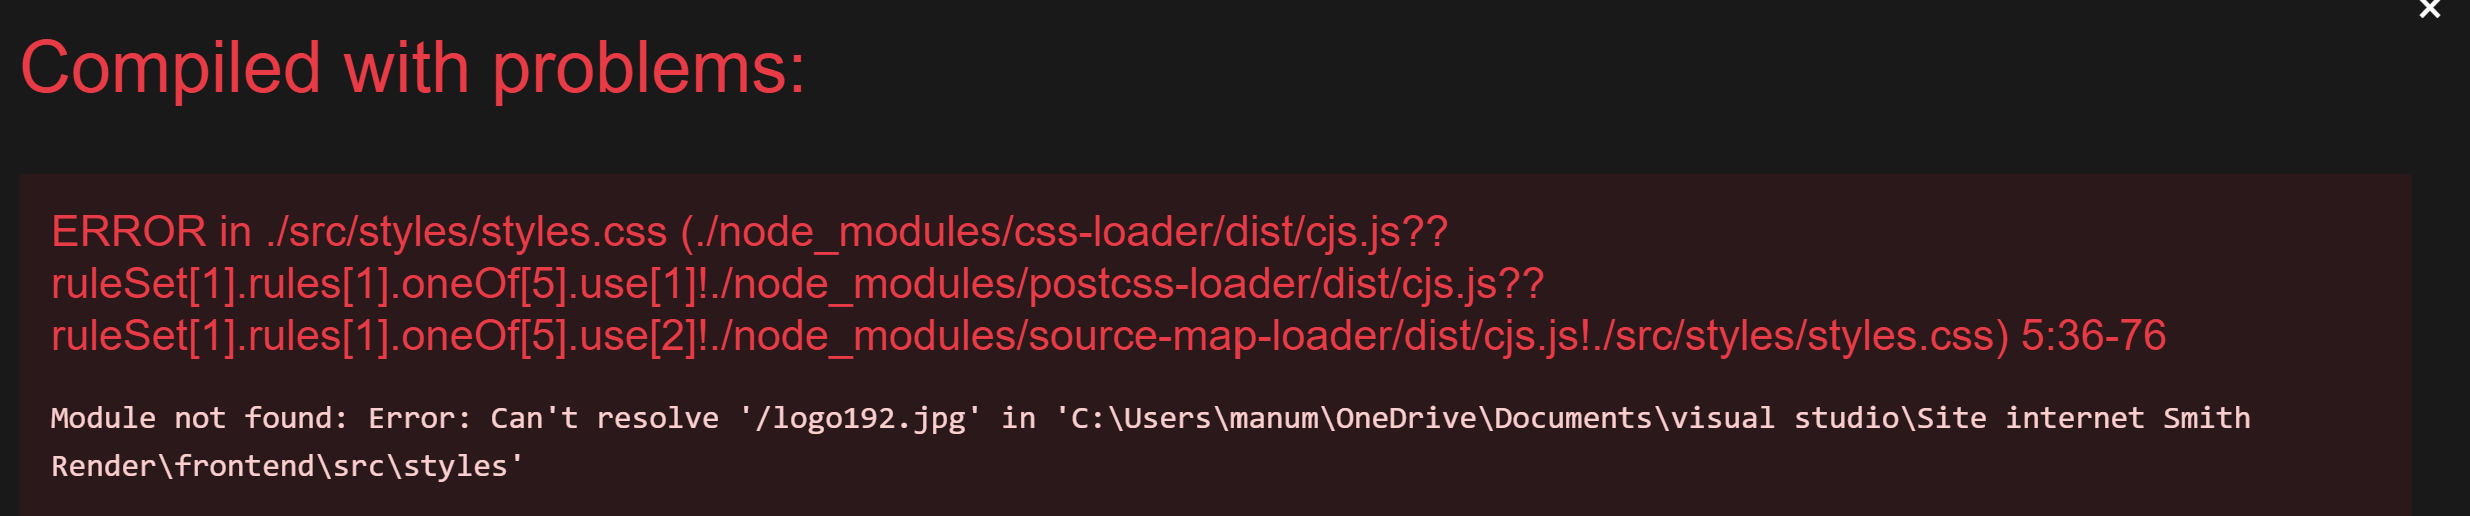 ×
Compiled with problems:
ERROR in ./src/styles/styles.css (./node_modules/css-loader/dist/cjs.js??
ruleSet[1].rules[1].oneOf[5].use[1]!./node_modules/postcss-loader/dist/cjs.js??
ruleSet[1].rules[1].oneOf[5].use[2]!./node_modules/source-map-loader/dist/cjs.js!./src/styles/styles.css) 5:36-76
Module not found: Error: Can't resolve '/logo192.jpg' in 'C:\Users\manum\OneDrive\Documents\visual studio\Site internet Smith
Render\frontend\src\styles'